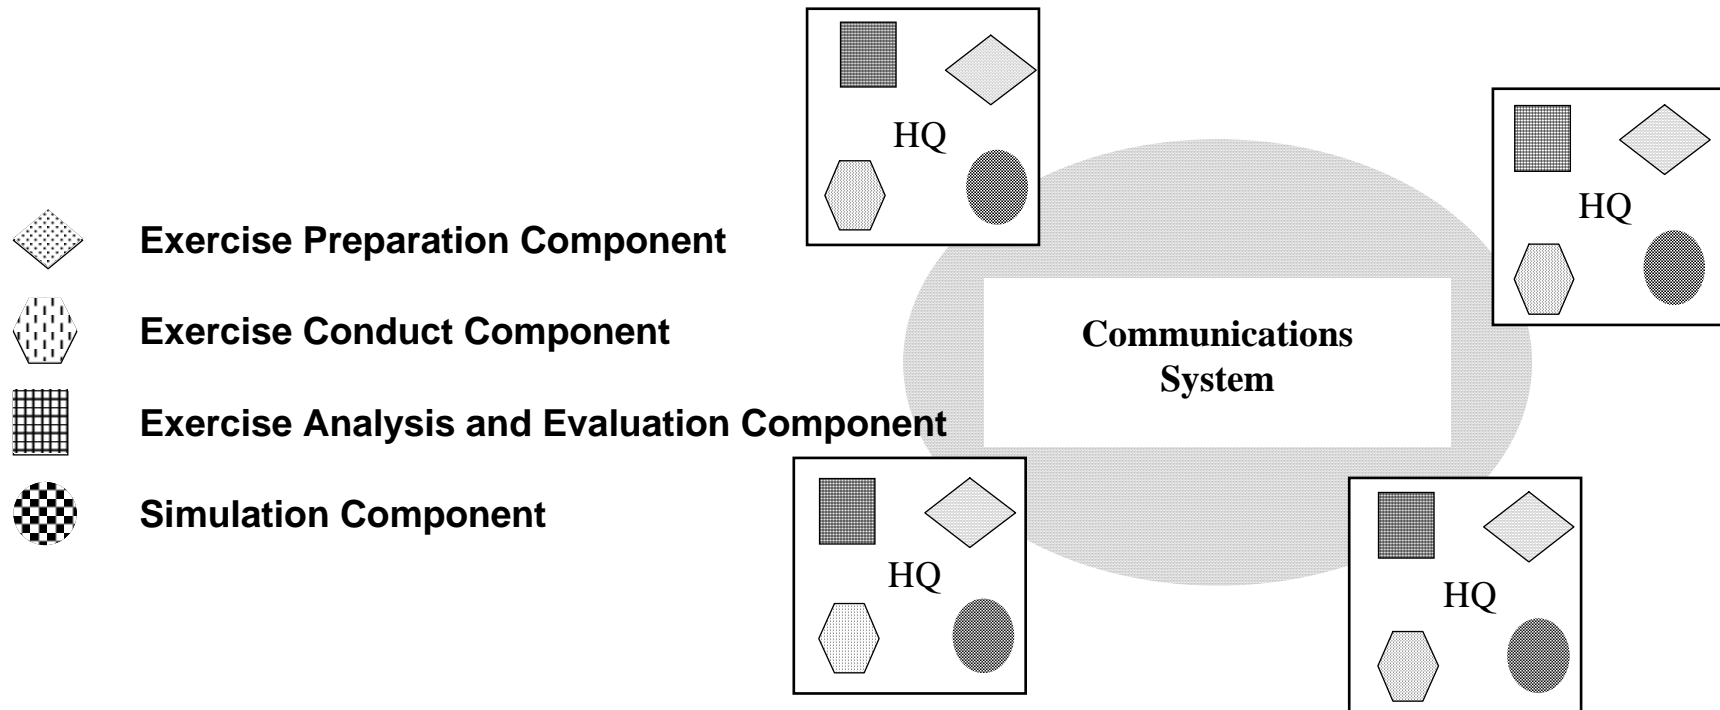 HQ
HQ
Exercise Preparation Component
Exercise Conduct Component
Exercise Analysis and Evaluation Component
Simulation Component
Communications
System
HQ
HQ